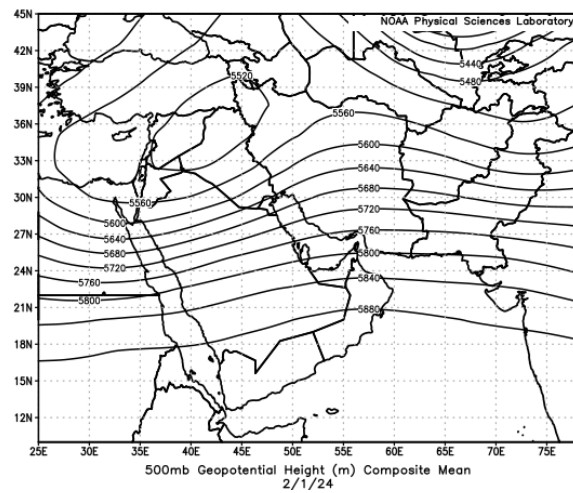 NOAA Physical Sciences Laboratory
45N
42N
39N
36N
33N
30N
27N
24N
21N
18N
15N
12N
5440
5480
5520
5560
5600
5640
5680
5720
5760
5800
5840
5880
5560
5600
5640
5680
5720
5760
5800
25E 30E 35E 40E 45E 50E 55E 60E 65E 70E 75E
500mb Geopotential Height (m) Composite Mean
2/1/24